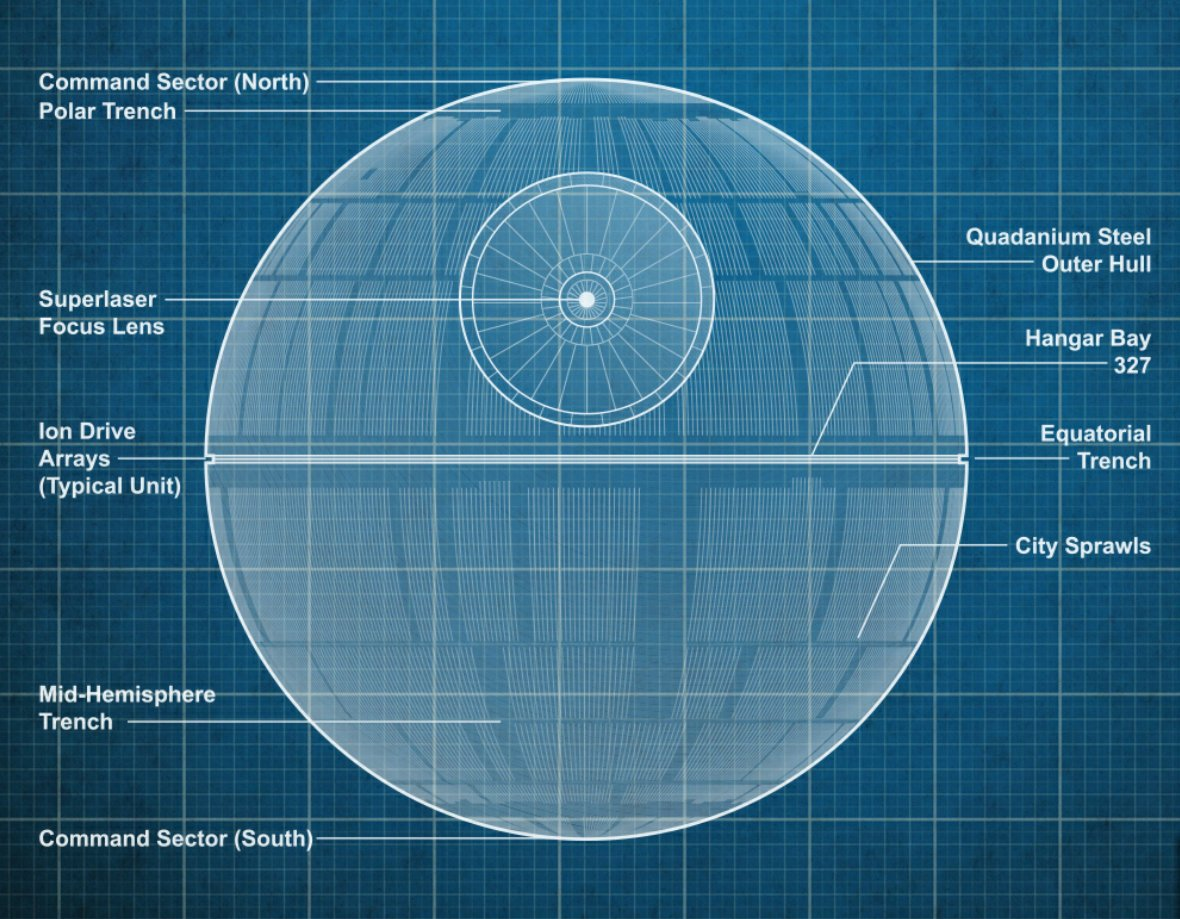 Command Sector (North)
Polar Trench
Superlaser
Focus Lens
Ion Drive
Arrays
(Typical Unit)
Mid-Hemisphere
Trench
Command Sector (South)
Quadanium Steel
Outer Hull
Hangar Bay
327
Equatorial
Trench
City Sprawls